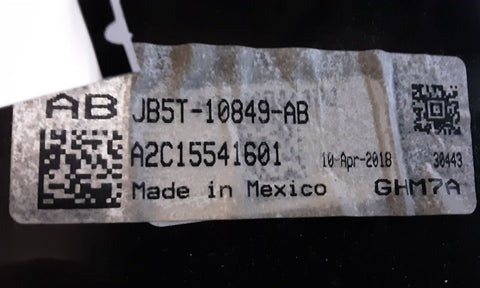 AB JB5T-10849-AB
A2C15541601 10-Apr-2018 30443
Made in Mexico GHM7A